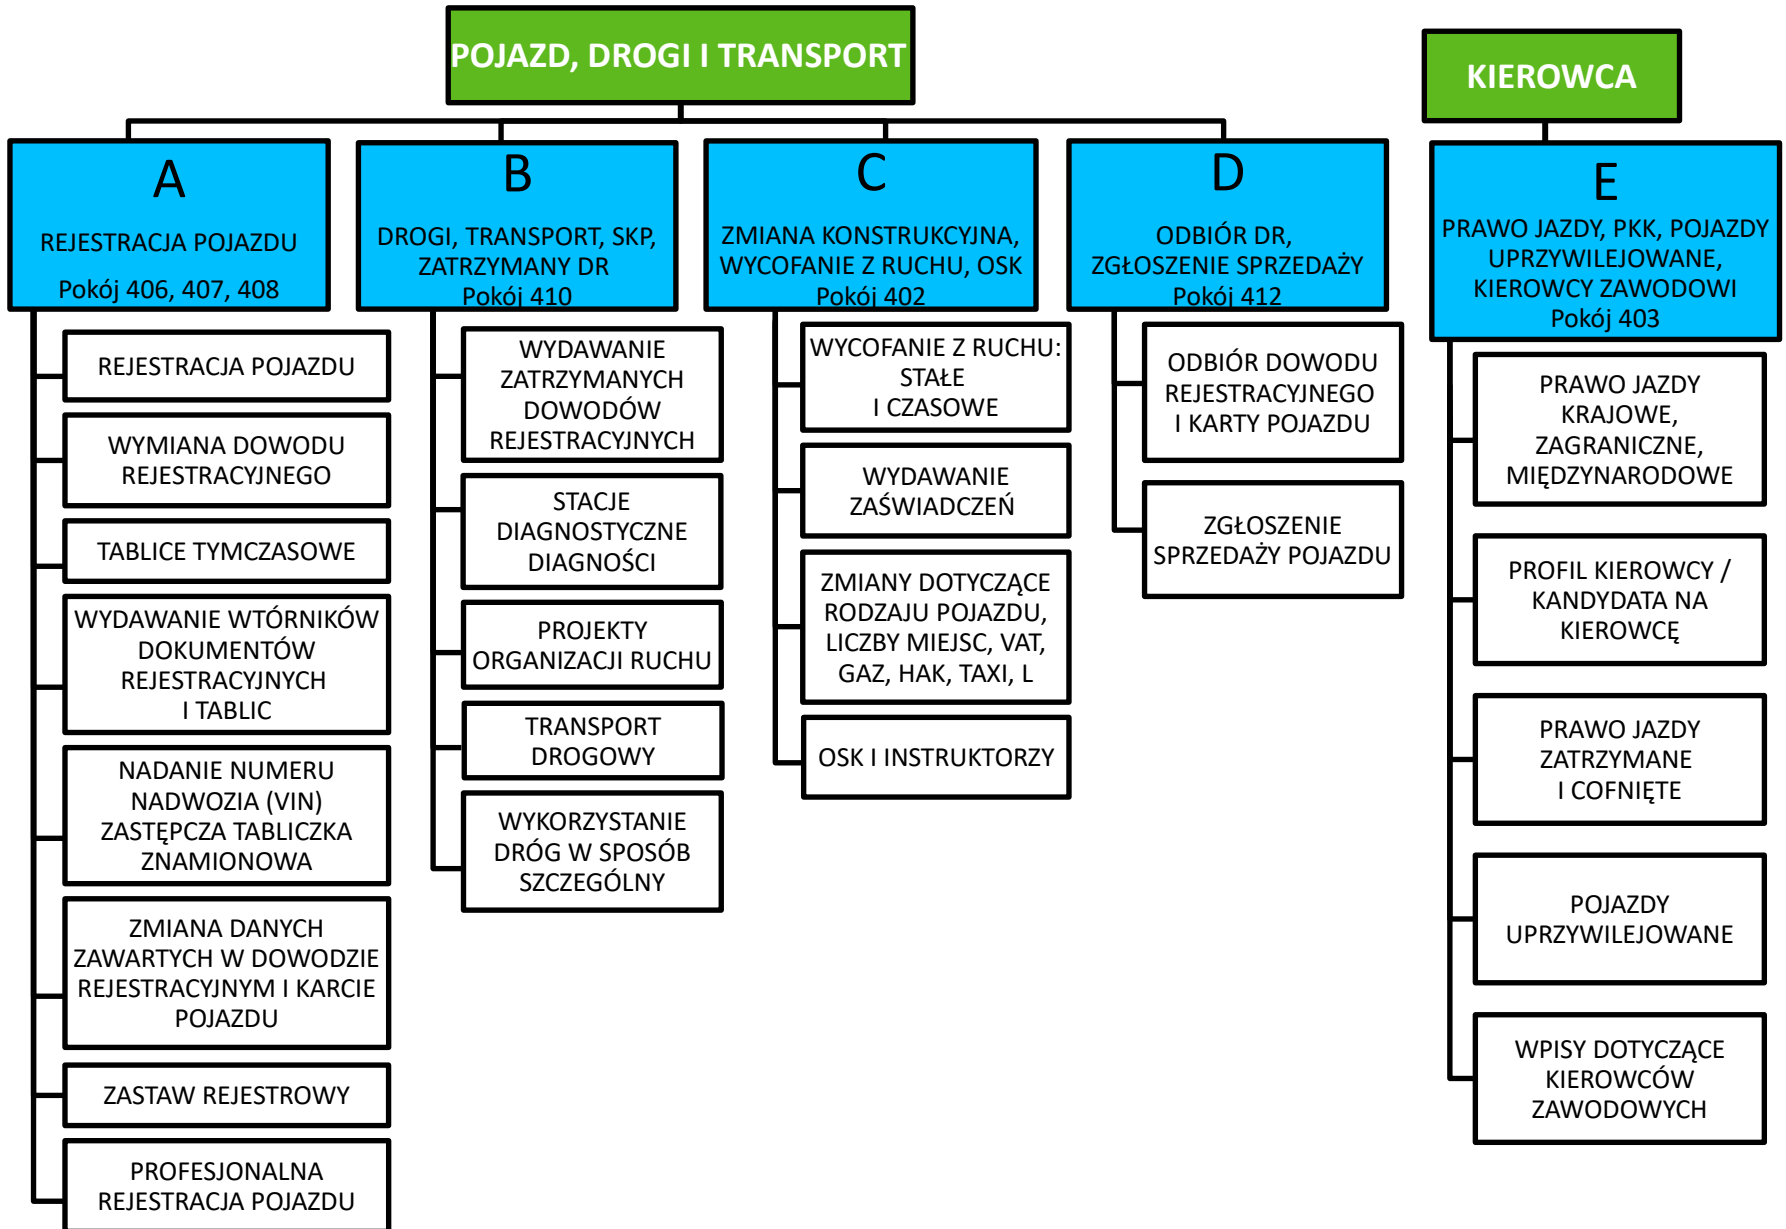 POJAZD, DROGI I TRANSPORT
A
REJESTRACJA POJAZDU
Pokój 406, 407, 408
REJESTRACJA POJAZDU
WYMIANA DOWODU
REJESTRACYJNEGO
TABLICE TYMCZASOWE
WYDAWANIE WTÓRNIKÓW
DOKUMENTÓW
REJESTRACYJNYCH
I TABLIC
NADANIE NUMERU
NADWOZIA (VIN)
ZASTĘPCZA TABLICZKA
ZNAMIONOWA
ZMIANA DANYCH
ZAWARTYCH W DOWODZIE
REJESTRACYJNYM I KARCIE
POJAZDU
ZASTAW REJESTROWY
PROFESJONALNA
REJESTRACJA POJAZDU
B
DROGI, TRANSPORT, SKP,
ZATRZYMANY DR
Pokój 410
WYDAWANIE
ZATRZYMANYCH
DOWODÓW
REJESTRACYJNYCH
STACJE
DIAGNOSTYCZNE
DIAGNOŚCI
PROJEKTY
ORGANIZACJI RUCHU
TRANSPORT
DROGOWY
WYKORZYSTANIE
DRÓG W SPOSÓB
SZCZEGÓLNY
C
ZMIANA KONSTRUKCYJNA,
WYCOFANIE Z RUCHU, OSK
Pokój 402
WYCOFANIE Z RUCHU:
STAŁE
I CZASOWE
WYDAWANIE
ZAŚWIADCZEŃ
ZMIANY DOTYCZĄCE
RODZAJU POJAZDU,
LICZBY MIEJSC, VAT,
GAZ, HAK, TAXI, L
OSK I INSTRUKTORZY
D
ODBIÓR DR,
ZGŁOSZENIE SPRZEDAŻY
Pokój 412
ODBIÓR DOWODU
REJESTRACYJNEGO
I KARTY POJAZDU
ZGŁOSZENIE
SPRZEDAŻY POJAZDU
KIEROWCA
E
PRAWO JAZDY, PKK, POJAZDY
UPRZYWILEJOWANE,
KIEROWCY ZAWODOWI
Pokój 403
PRAWO JAZDY
KRAJOWE,
ZAGRANICZNE,
MIĘDZYNARODOWE
PROFIL KIEROWCY /
KANDYDATA NA
KIEROWCĘ
PRAWO JAZDY
ZATRZYMANE
I COFNIĘTE
POJAZDY
UPRZYWILEJOWANE
WPISY DOTYCZĄCE
KIEROWCÓW
ZAWODOWYCH